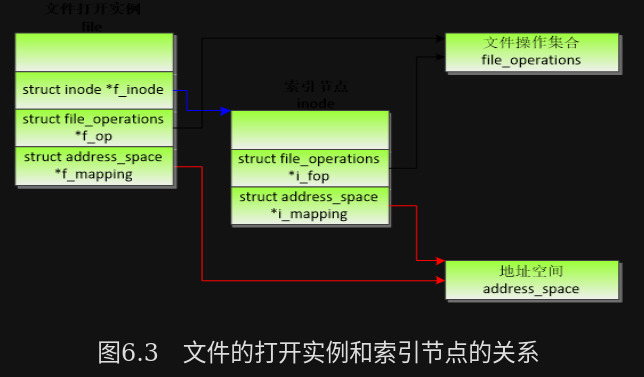 文件打开实例
file
struct inode *f_inode
struct file_operations
*f_op
struct address_space
*f_mapping
索引节点
inode
struct file_operations
*i_fop
struct address_space
*i_mapping
文件操作集合
file_operations
地址空间
address_space
图6.3 文件的打开实例和索引节点的关系